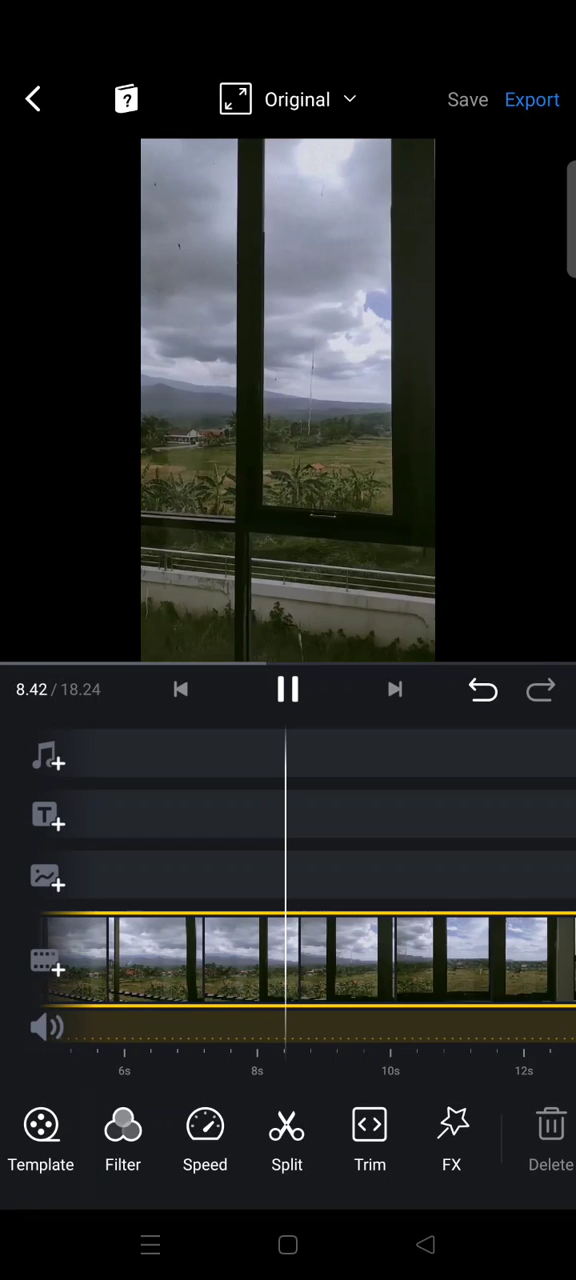 ?
Original
Save
Export
8.42 / 18.24
T
6s
8s
10s
12s
Template
Filter
Speed
Split
Trim
FX
Delete